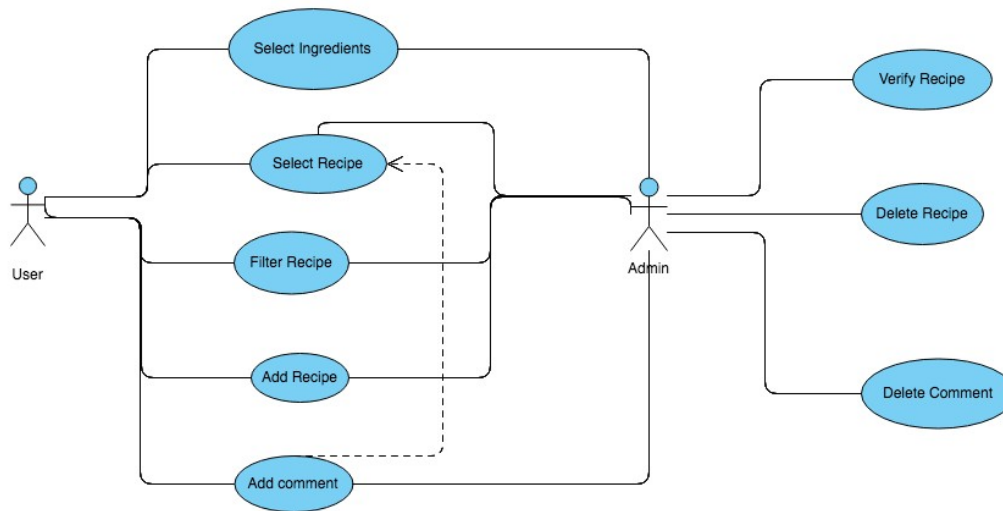 Select Ingredients
Verify Recipe
Select Recipe
Delete Recipe
User
Filter Recipe
Admin
Add Recipe
Delete Comment
Add comment